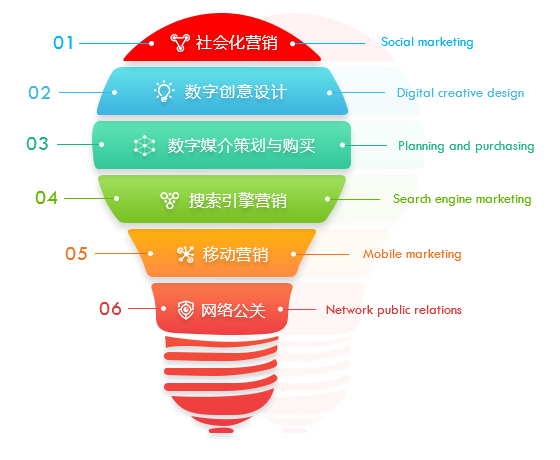 01 社会化营销 Social marketing
02 数字创意设计 Digital creative design
03 数字媒介策划与购买 Planning and purchasing
04 搜索引擎营销 Search engine marketing
05 移动营销 Mobile marketing
06 网络公关 Network public relations